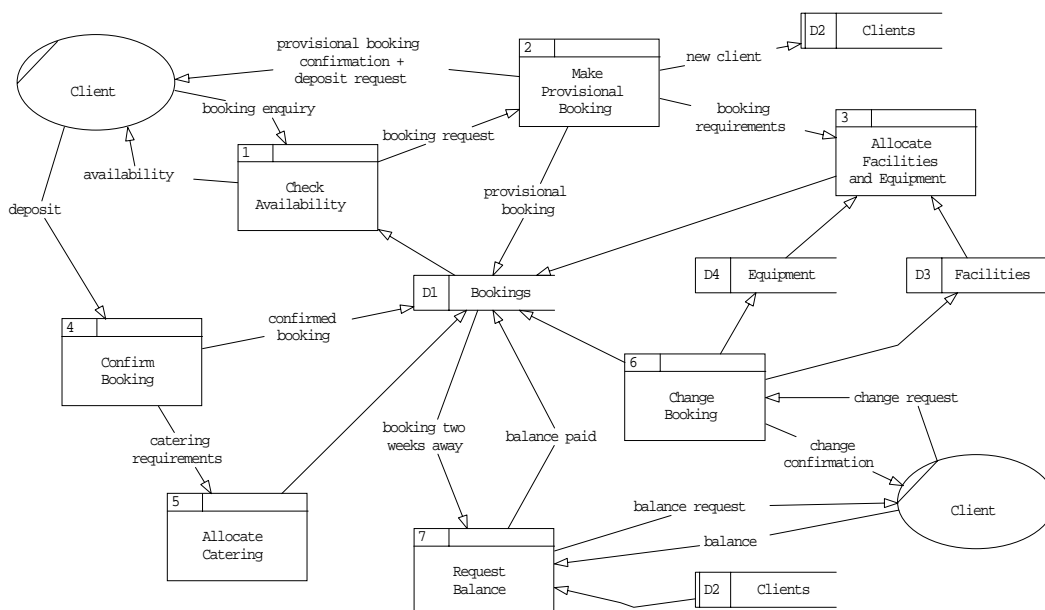 provisional booking
confirmation +
deposit request
2
Make
Provisional
Booking
new client
D2 Clients
Client
booking enquiry
booking request
booking
requirements
3
Allocate
Facilities
and Equipment
1
Check
Availability
availability
deposit
provisional
booking
D1 Bookings
D4 Equipment
D3 Facilities
4
Confirm
Booking
confirmed
booking
6
Change
Booking
change request
catering
requirements
booking two
weeks away
balance paid
change
confirmation
5
Allocate
Catering
7
Request
Balance
balance request
balance
Client
D2 Clients